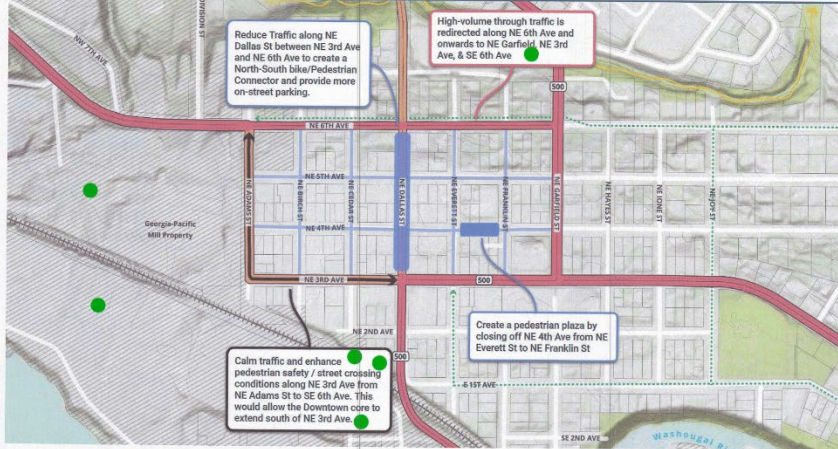 DIVISION ST
NW 7TH AVE
Reduce Traffic along NE
Dallas St between NE 3rd Ave
and NE 6th Ave to create a
North-South bike/Pedestrian
Connector and provide more
on-street parking.
High-volume through traffic is
redirected along NE 6th Ave and
onwards to NE Garfield, NE 3rd
Ave, & SE 6th Ave
500
NE 6TH AVE
NE 5TH AVE
NE 4TH AVE
NE 3RD AVE
NE ADAMS ST
NE BIRCH ST
NE CEDAR ST
NE DALLAS ST
NE EVERETT ST
NE FRANKLIN ST
NE GARFIELD ST
NE HAYES ST
NE IONE ST
NE JOY ST
Georgia-Pacific
Mill Property
500
NE 2ND AVE
500
Create a pedestrian plaza by
closing off NE 4th Ave from NE
Everett St to NE Franklin St
Calm traffic and enhance
pedestrian safety / street crossing
conditions along NE 3rd Ave from
NE Adams St to SE 6th Ave. This
would allow the Downtown core to
extend south of NE 3rd Ave.
E 1ST AVE
SE 2ND AVE
Washougal